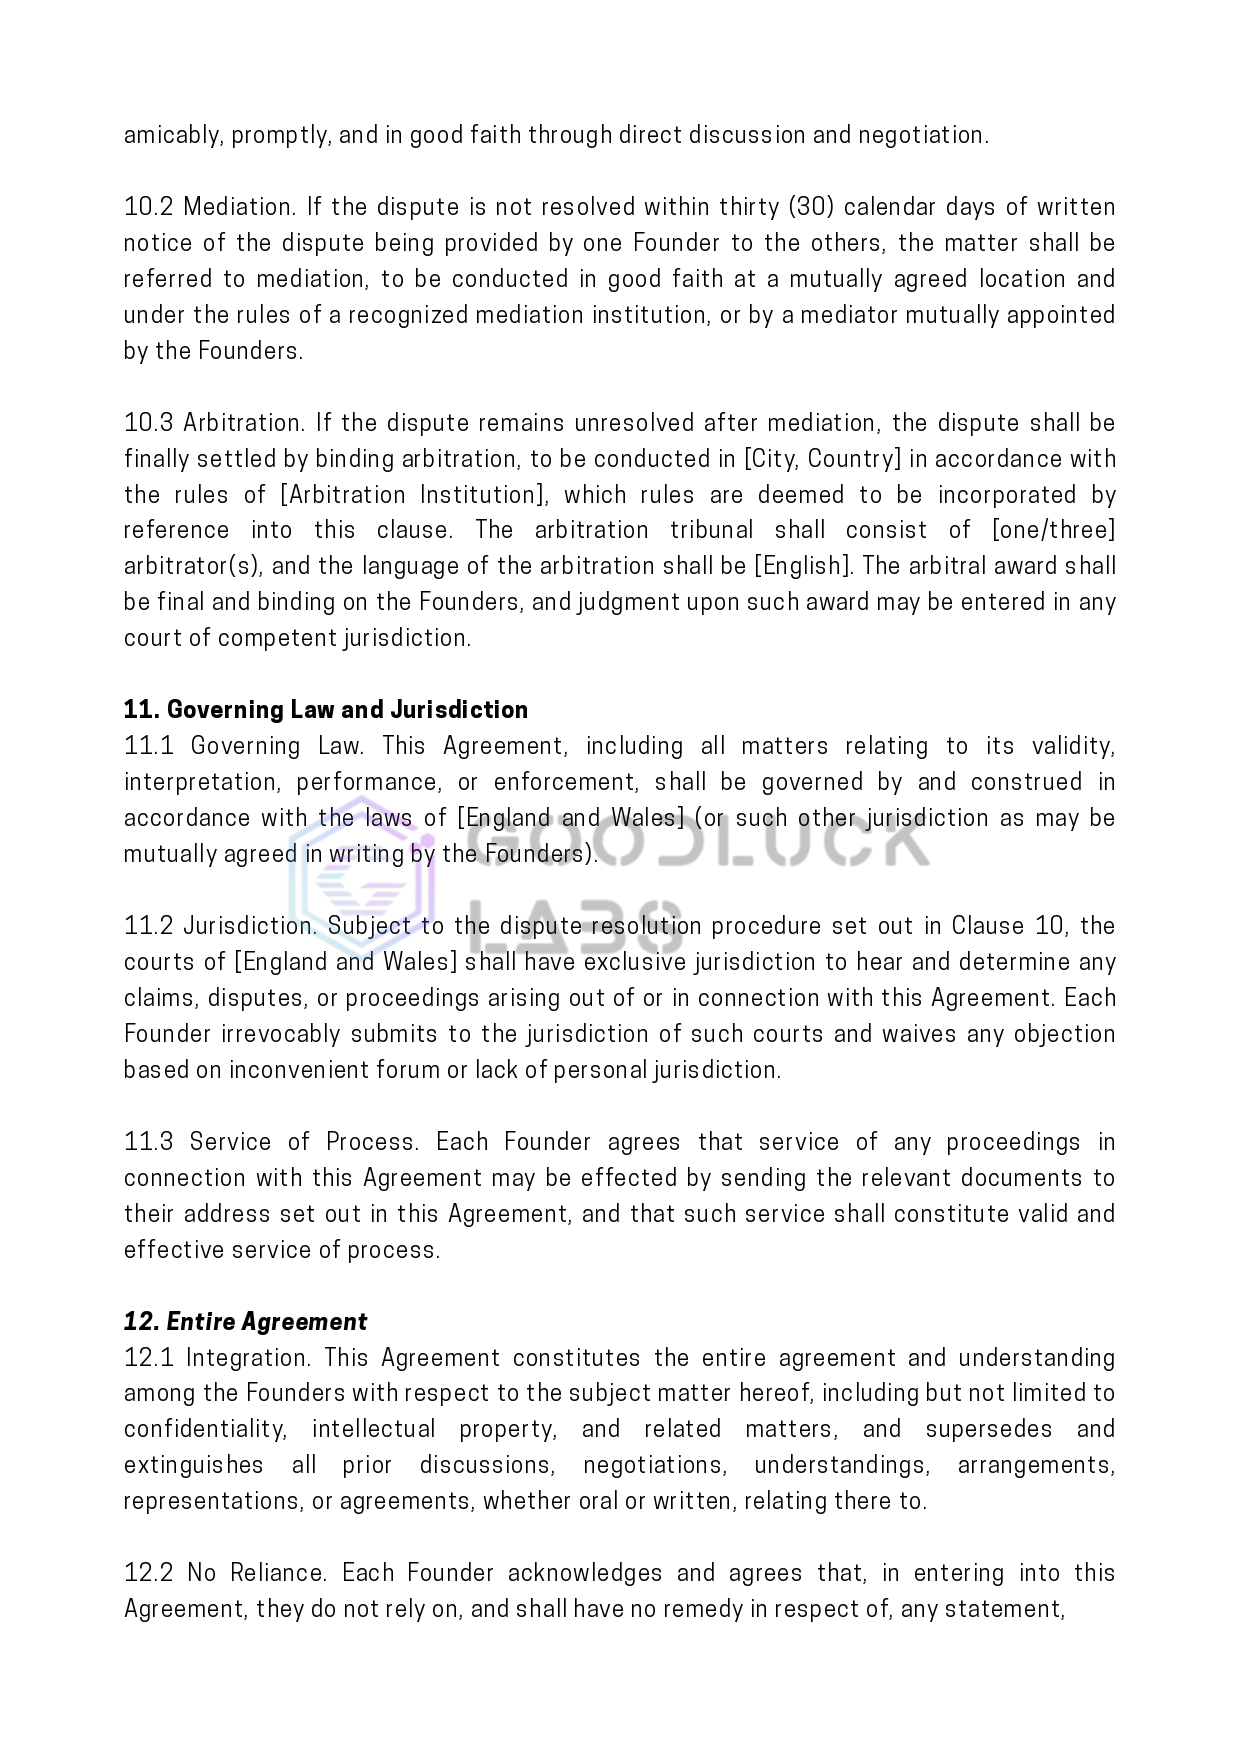 amicably, promptly, and in good faith through direct discussion and negotiation.
10.2 Mediation. If the dispute is not resolved within thirty (30) calendar days of written
notice of the dispute being provided by one Founder to the others, the matter shall be
referred to mediation, to be conducted in good faith at a mutually agreed location and
under the rules of a recognized mediation institution, or by a mediator mutually appointed
by the Founders.
10.3 Arbitration. If the dispute remains unresolved after mediation, the dispute shall be
finally settled by binding arbitration, to be conducted in [City, Country] in accordance with
the rules of [Arbitration Institution], which rules are deemed to be incorporated by
reference into this clause. The arbitration tribunal shall consist of [one/three]
arbitrator(s), and the language of the arbitration shall be [English]. The arbitral award shall
be final and binding on the Founders, and judgment upon such award may be entered in any
court of competent jurisdiction.
11. Governing Law and Jurisdiction
11.1 Governing Law. This Agreement, including all matters relating to its validity,
interpretation, performance, or enforcement, shall be governed by and construed in
accordance with the laws of [England and Wales] (or such other jurisdiction as may be
mutually agreed in writing by the Founders).
GOODLUCK
LABS
11.2 Jurisdiction. Subject to the dispute resolution procedure set out in Clause 10, the
courts of [England and Wales] shall have exclusive jurisdiction to hear and determine any
claims, disputes, or proceedings arising out of or in connection with this Agreement. Each
Founder irrevocably submits to the jurisdiction of such courts and waives any objection
based on inconvenient forum or lack of personal jurisdiction.
11.3 Service of Process. Each Founder agrees that service of any proceedings in
connection with this Agreement may be effected by sending the relevant documents to
their address set out in this Agreement, and that such service shall constitute valid and
effective service of process.
12. Entire Agreement
12.1 Integration. This Agreement constitutes the entire agreement and understanding
among the Founders with respect to the subject matter hereof, including but not limited to
confidentiality, intellectual property, and related matters, and supersedes and
extinguishes all prior discussions, negotiations, understandings, arrangements,
representations, or agreements, whether oral or written, relating there to.
12.2 No Reliance. Each Founder acknowledges and agrees that, in entering into this
Agreement, they do not rely on, and shall have no remedy in respect of, any statement,